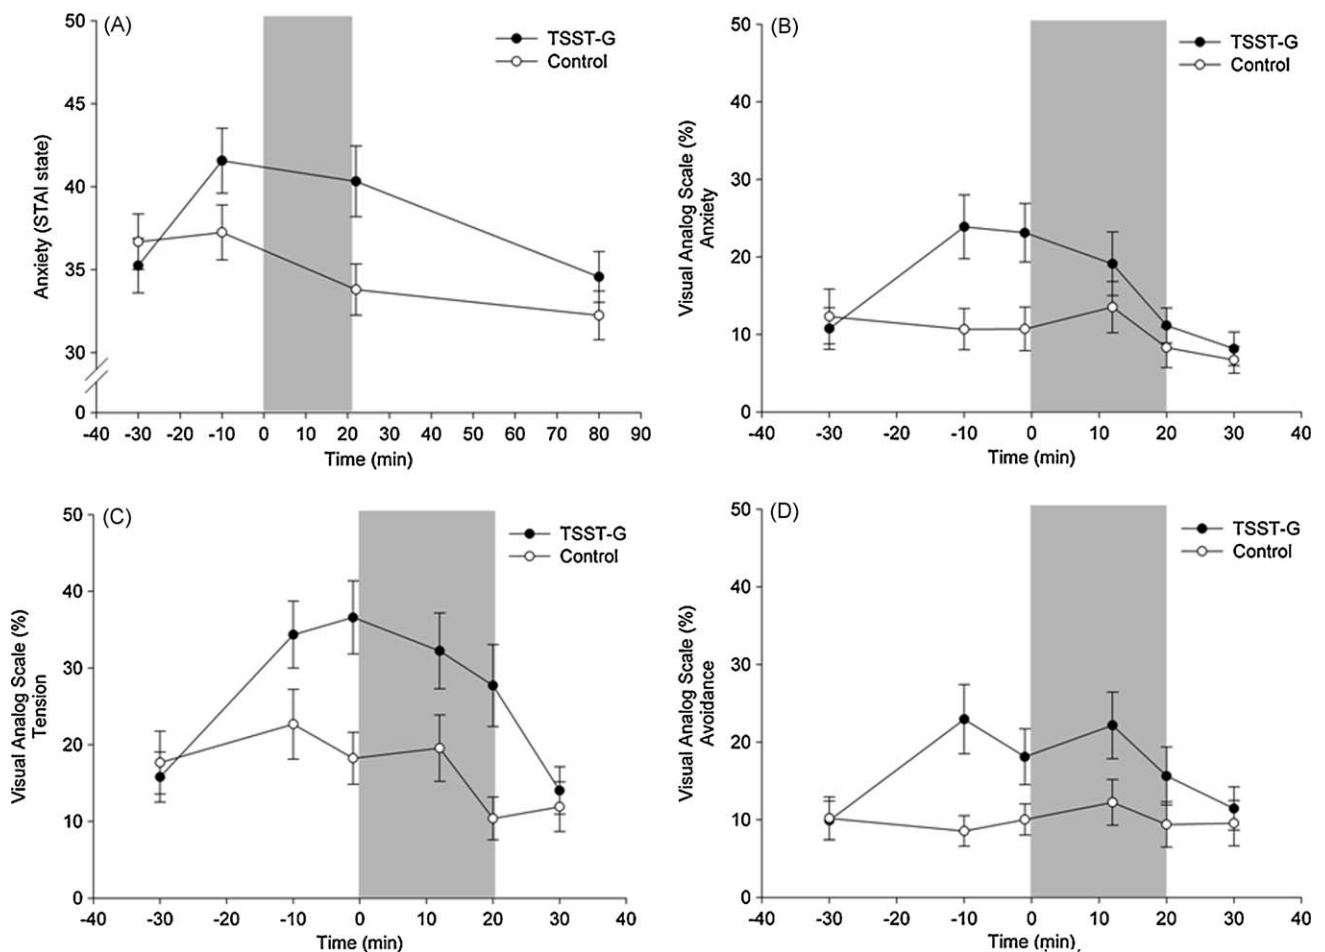 (A)
50
45
40
35
30
0
Anxiety (STAI state)
TSST-G
Control
-40 -30 -20 -10 0 10 20 30 40 50 60 70 80 90
Time (min)
(B)
50
40
30
20
10
0
Visual Analog Scale (%)
Anxiety
TSST-G
Control
-40 -30 -20 -10 0 10 20 30 40
Time (min)
(C)
50
40
30
20
10
0
Visual Analog Scale (%)
Tension
TSST-G
Control
-40 -30 -20 -10 0 10 20 30 40
Time (min)
(D)
50
40
30
20
10
0
Visual Analog Scale (%)
Avoidance
TSST-G
Control
-40 -30 -20 -10 0 10 20 30 40
Time (min)